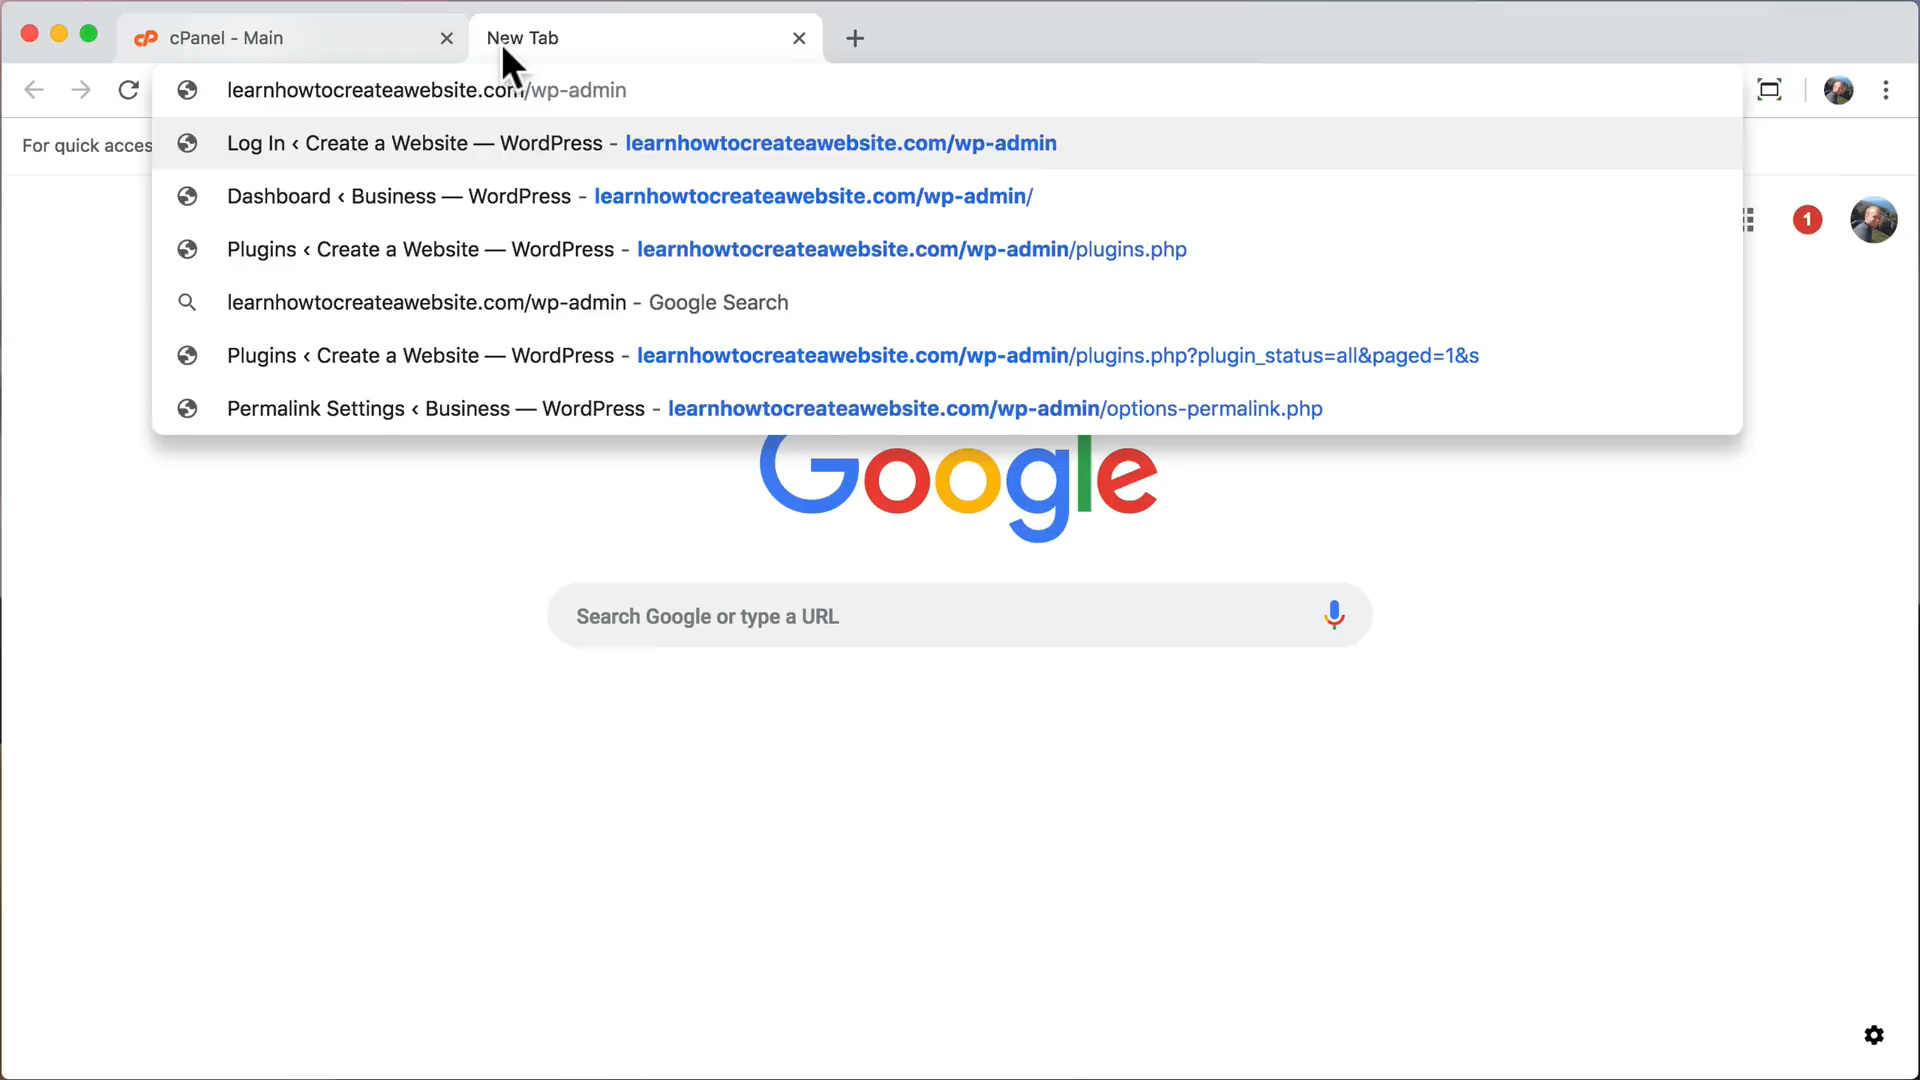 cPanel - Main
New Tab
learnhowtocreateawebsite.com/wp-admin
For quick acces
Log In ‹ Create a Website — WordPress - learnhowtocreateawebsite.com/wp-admin
Dashboard ‹ Business — WordPress - learnhowtocreateawebsite.com/wp-admin/
1
Plugins ‹ Create a Website — WordPress - learnhowtocreateawebsite.com/wp-admin/plugins.php
learnhowtocreateawebsite.com/wp-admin - Google Search
Plugins ‹ Create a Website — WordPress - learnhowtocreateawebsite.com/wp-admin/plugins.php?plugin_status=all&paged=1&s
Permalink Settings ‹ Business — WordPress - learnhowtocreateawebsite.com/wp-admin/options-permalink.php
Google
Search Google or type a URL